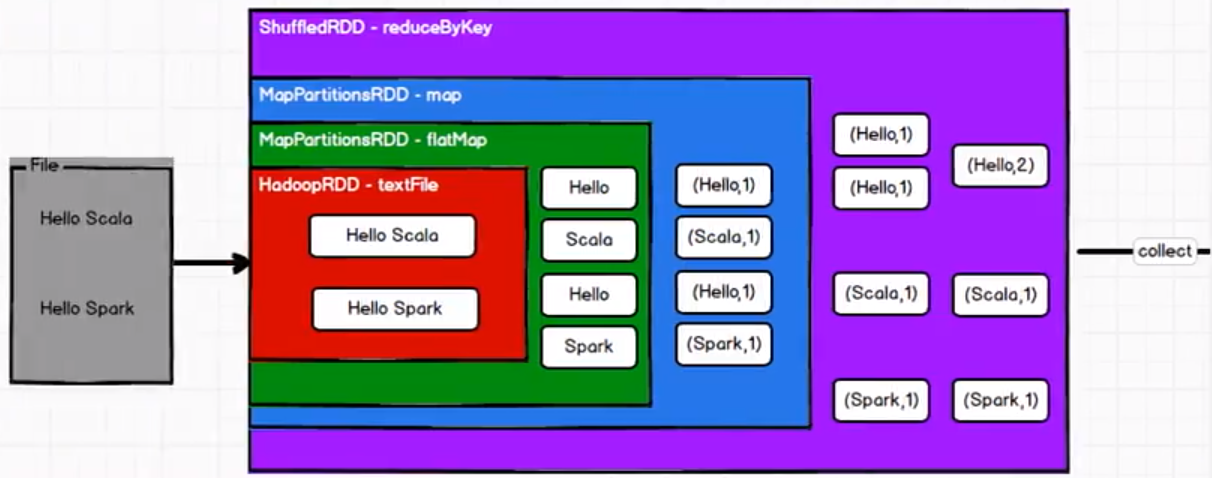 ShuffledRDD - reduceByKey
MapPartitionsRDD - map
MapPartitionsRDD - flatMap
HadoopRDD - textFile
File
Hello Scala
Hello Spark
Hello Scala
Hello Spark
Hello
Scala
Hello
Spark
(Hello,1)
(Scala,1)
(Hello,1)
(Spark,1)
(Hello,1)
(Hello,1)
(Hello,2)
(Scala,1)
(Scala,1)
(Spark,1)
(Spark,1)
collect